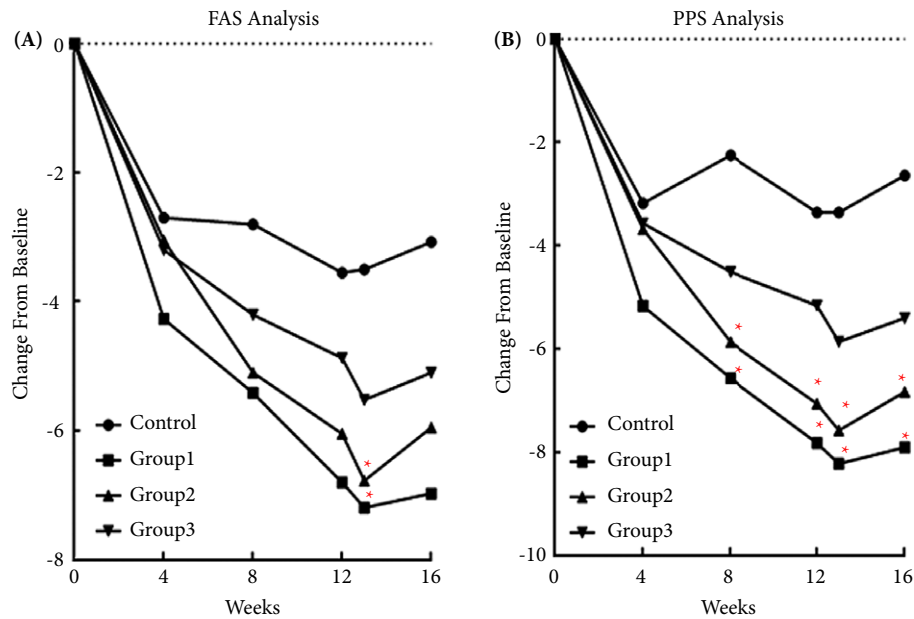 FAS Analysis
(A)
0
-2
-4
-6
-8
Change From Baseline
Control
Group1
Group2
Group3
*
*
0
4
8
12
16
Weeks
PPS Analysis
(B)
0
-2
-4
-6
-8
-10
Change From Baseline
*
*
*
*
*
*
*
*
Control
Group1
Group2
Group3
0
4
8
12
16
Weeks